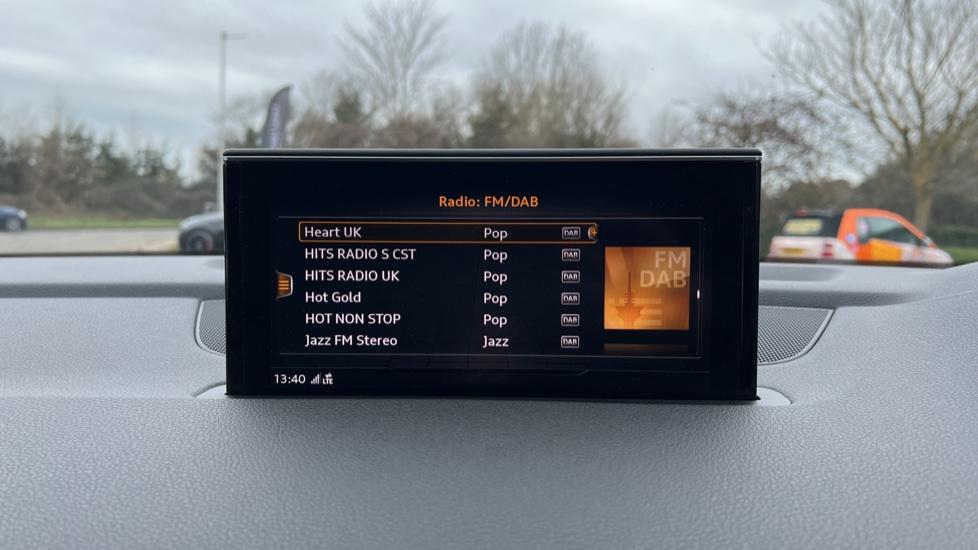 Radio: FM/DAB
Heart UK Pop DAB
HITS RADIO S CST Pop DAB
HITS RADIO UK Pop DAB
Hot Gold Pop DAB
HOT NON STOP Pop DAB
Jazz FM Stereo Jazz DAB
FM
DAB
13:40 LTE